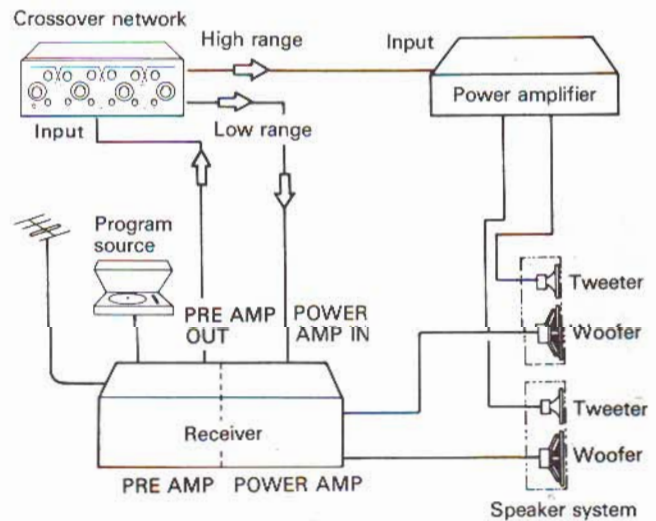 Crossover network
High range
Input
Power amplifier
Input
Low range
Program
source
PRE AMP
OUT
POWER
AMP IN
Tweeter
Woofer
Tweeter
Woofer
Receiver
PRE AMP
POWER AMP
Speaker system